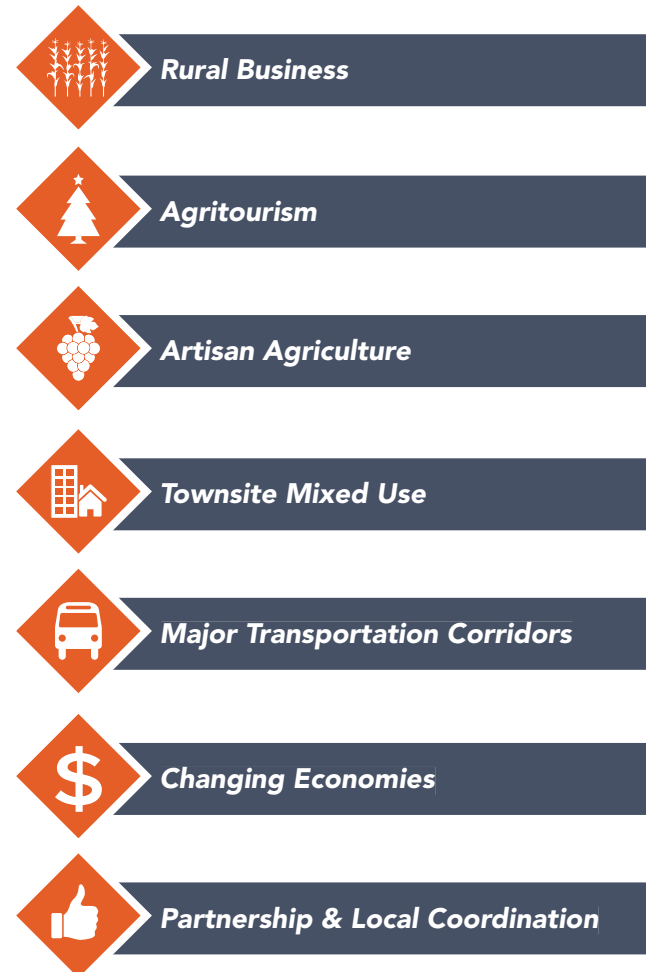 Rural Business
Agritourism
Artisan Agriculture
Townsite Mixed Use
Major Transportation Corridors
$
Changing Economies
Partnership & Local Coordination